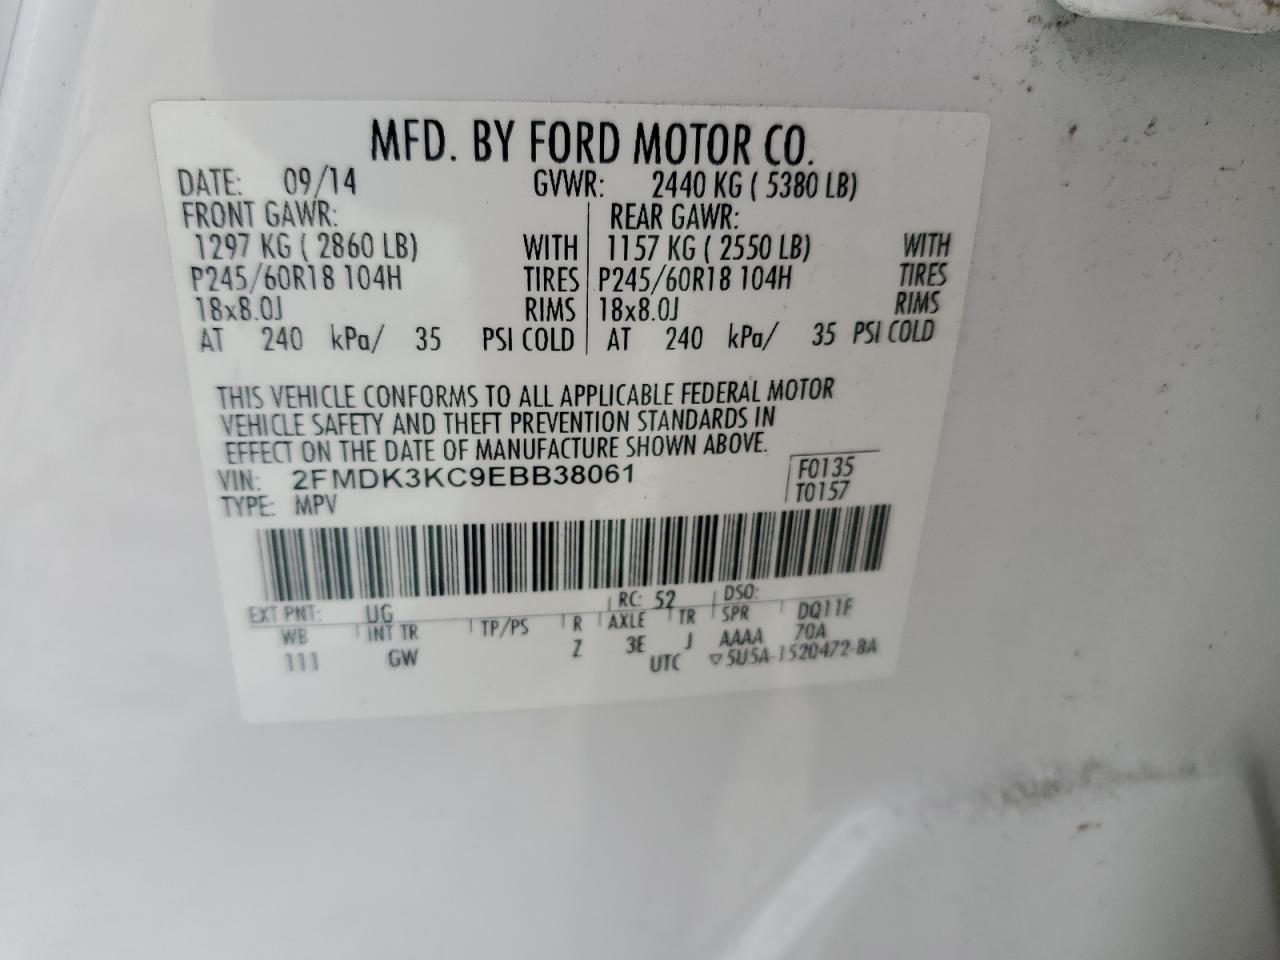 MFD. BY FORD MOTOR CO.
DATE: 09/14 GVWR: 2440 KG ( 5380 LB)
FRONT GAWR: REAR GAWR:
1297 KG ( 2860 LB) WITH 1157 KG ( 2550 LB) WITH
P245/60R18 104H TIRES P245/60R18 104H TIRES
18x8.0J RIMS 18x8.0J RIMS
AT 240 kPa/ 35 PSI COLD AT 240 kPa/ 35 PSI COLD
THIS VEHICLE CONFORMS TO ALL APPLICABLE FEDERAL MOTOR
VEHICLE SAFETY AND THEFT PREVENTION STANDARDS IN
EFFECT ON THE DATE OF MANUFACTURE SHOWN ABOVE.
VIN: 2FMDK3KC9EBB38061 F0135
TYPE: MPV T0157
EXT PNT: UG RC: 52 DSO:
WB INT TR TP/PS R AXLE TR SPR DQ11F
111 GW Z 3E J AAAA 70A
UTC ▽5U5A-1520472-BA